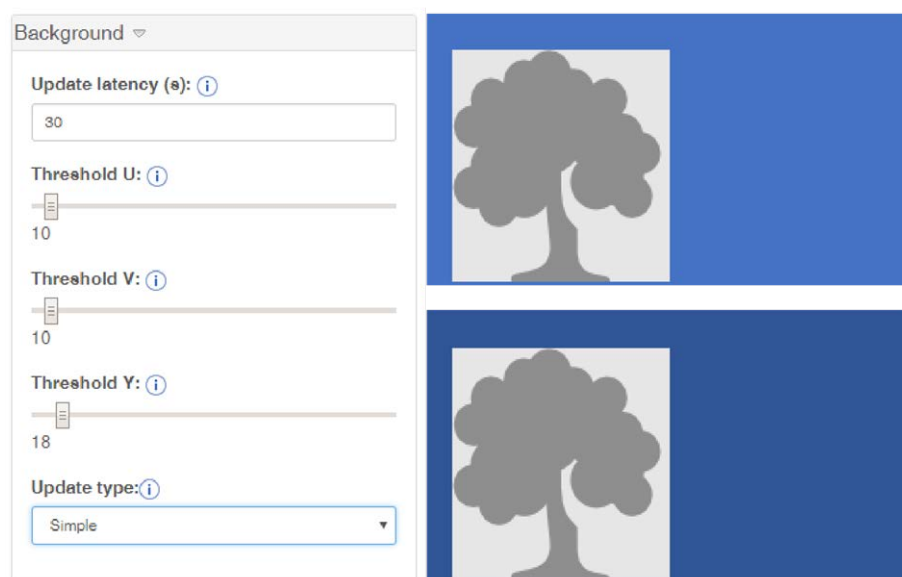 Background
Update latency (s):
30
Threshold U:
10
Threshold V:
10
Threshold Y:
18
Update type:
Simple